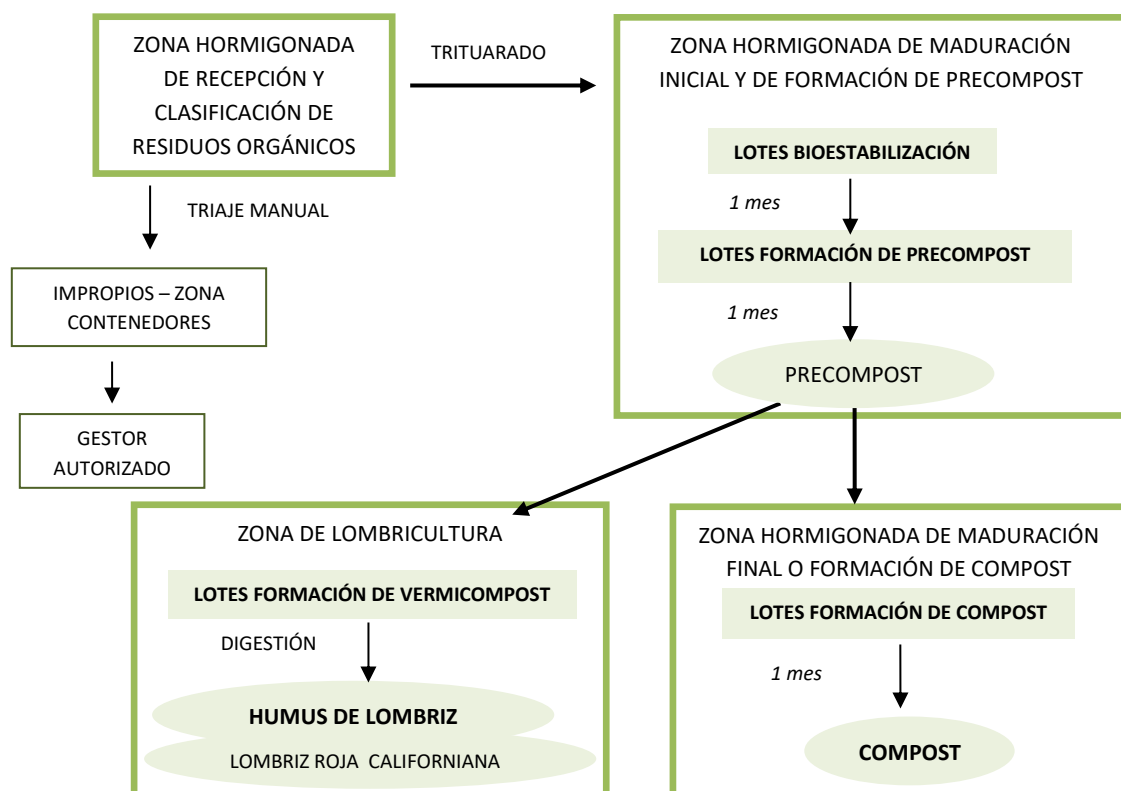 ZONA HORMIGONADA
DE RECEPCIÓN Y
CLASIFICACIÓN DE
RESIDUOS ORGÁNICOS
TRITUARADO
ZONA HORMIGONADA DE MADURACIÓN
INICIAL Y DE FORMACIÓN DE PRECOMPOST
LOTES BIOESTABILIZACIÓN
1 mes
LOTES FORMACIÓN DE PRECOMPOST
1 mes
PRECOMPOST
TRIAJE MANUAL
IMPROPIOS – ZONA
CONTENEDORES
GESTOR
AUTORIZADO
ZONA DE LOMBRICULTURA
LOTES FORMACIÓN DE VERMICOMPOST
DIGESTIÓN
HUMUS DE LOMBRIZ
LOMBRIZ ROJA CALIFORNIANA
ZONA HORMIGONADA DE MADURACIÓN
FINAL O FORMACIÓN DE COMPOST
LOTES FORMACIÓN DE COMPOST
1 mes
COMPOST